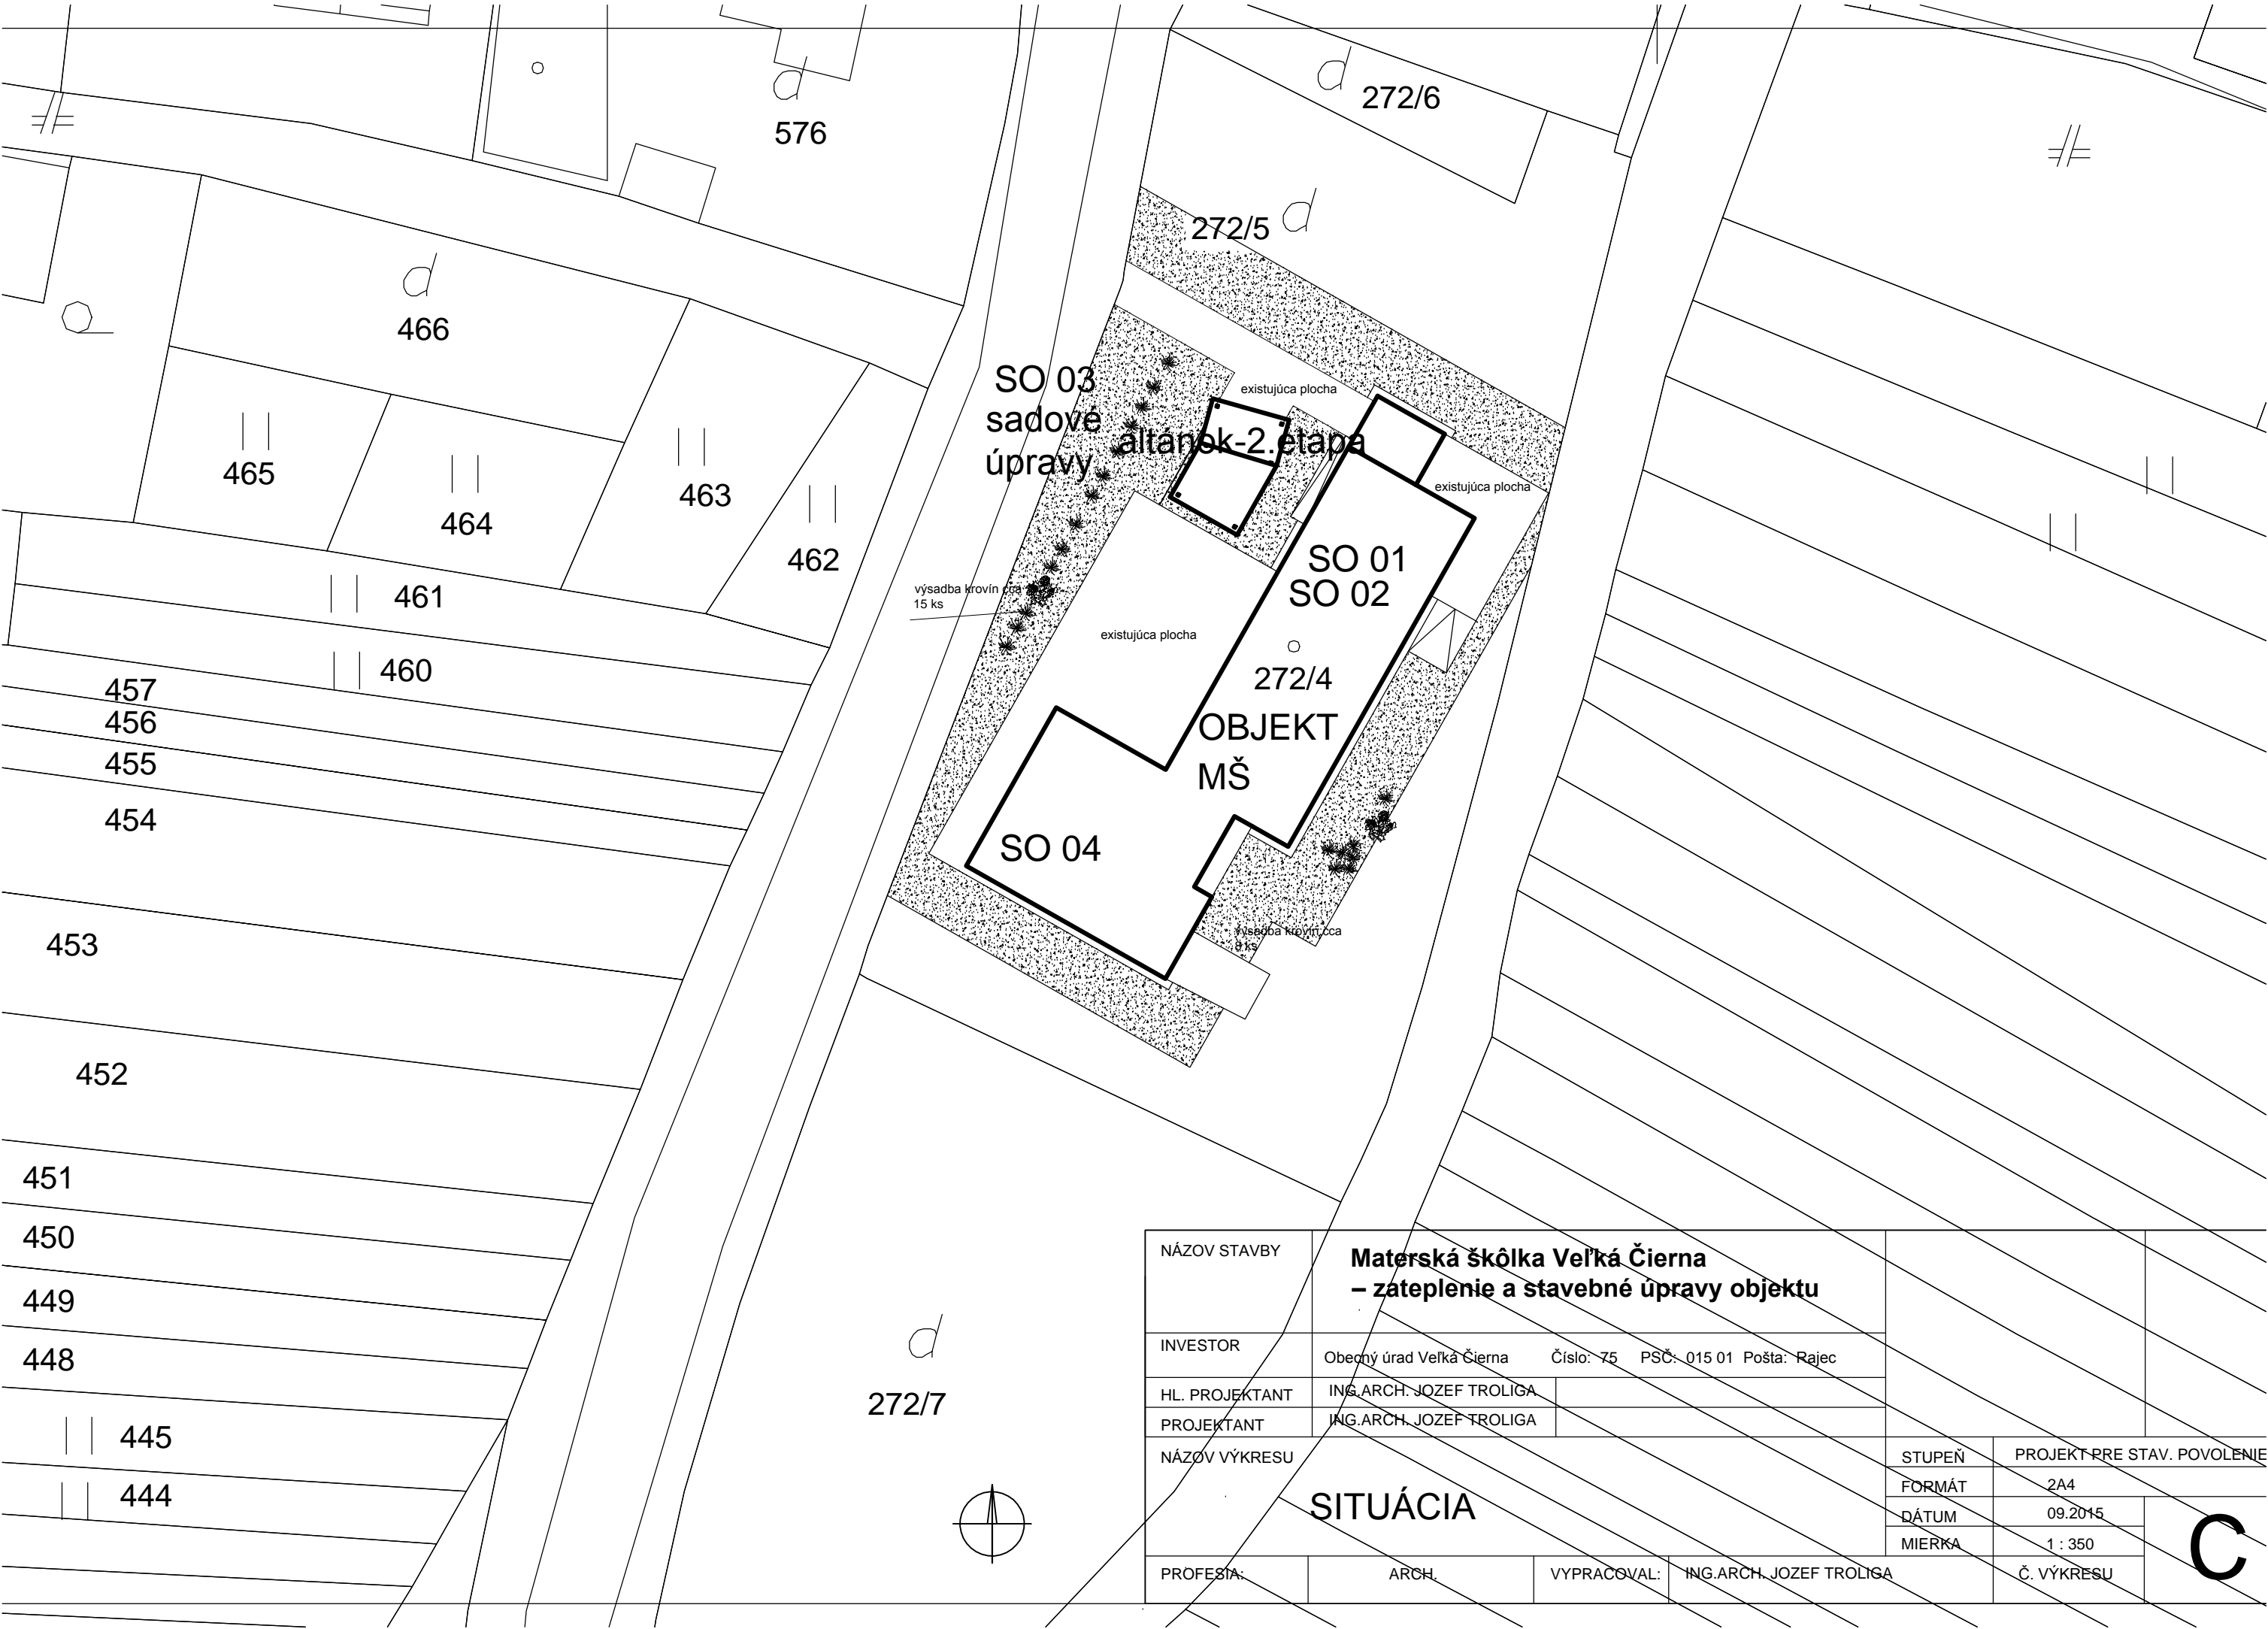 272/6
576
272/5
466
SO 03
sadové
úpravy
existujúca plocha
altánok-2.etapa
465
464
463
462
existujúca plocha
SO 01
SO 02
výsadba krovín cca
15 ks
461
existujúca plocha
460
272/4
457
456
455
454
OBJEKT
MŠ
SO 04
453
výsadba krovín cca
8 ks
452
451
450
449
448
445
444
272/7
NÁZOV STAVBY
Materská škôlka Veľká Čierna
– zateplenie a stavebné úpravy objektu
INVESTOR
Obecný úrad Veľká Čierna Číslo: 75 PSČ: 015 01 Pošta: Rajec
HL. PROJEKTANT ING.ARCH. JOZEF TROLIGA
PROJEKTANT ING.ARCH. JOZEF TROLIGA
NÁZOV VÝKRESU
SITUÁCIA
STUPEŇ PROJEKT PRE STAV. POVOLENIE
FORMÁT 2A4
DÁTUM 09.2015
MIERKA 1 : 350
PROFESIA: ARCH. VYPRACOVAL: ING.ARCH. JOZEF TROLIGA Č. VÝKRESU
C